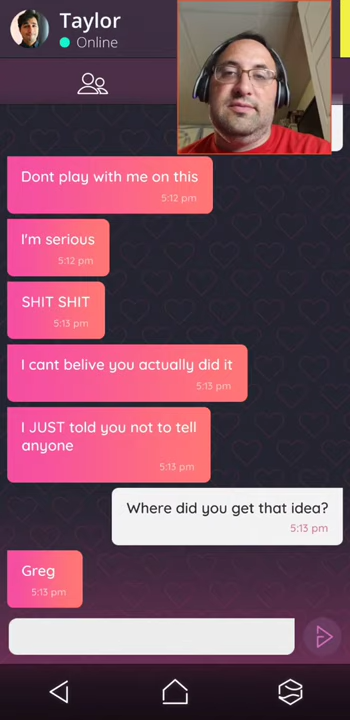 Taylor
Online
Dont play with me on this
5:12 pm
I'm serious
5:12 pm
SHIT SHIT
5:13 pm
I cant belive you actually did it
5:13 pm
I JUST told you not to tell
anyone
5:13 pm
Where did you get that idea?
5:13 pm
Greg
5:13 pm